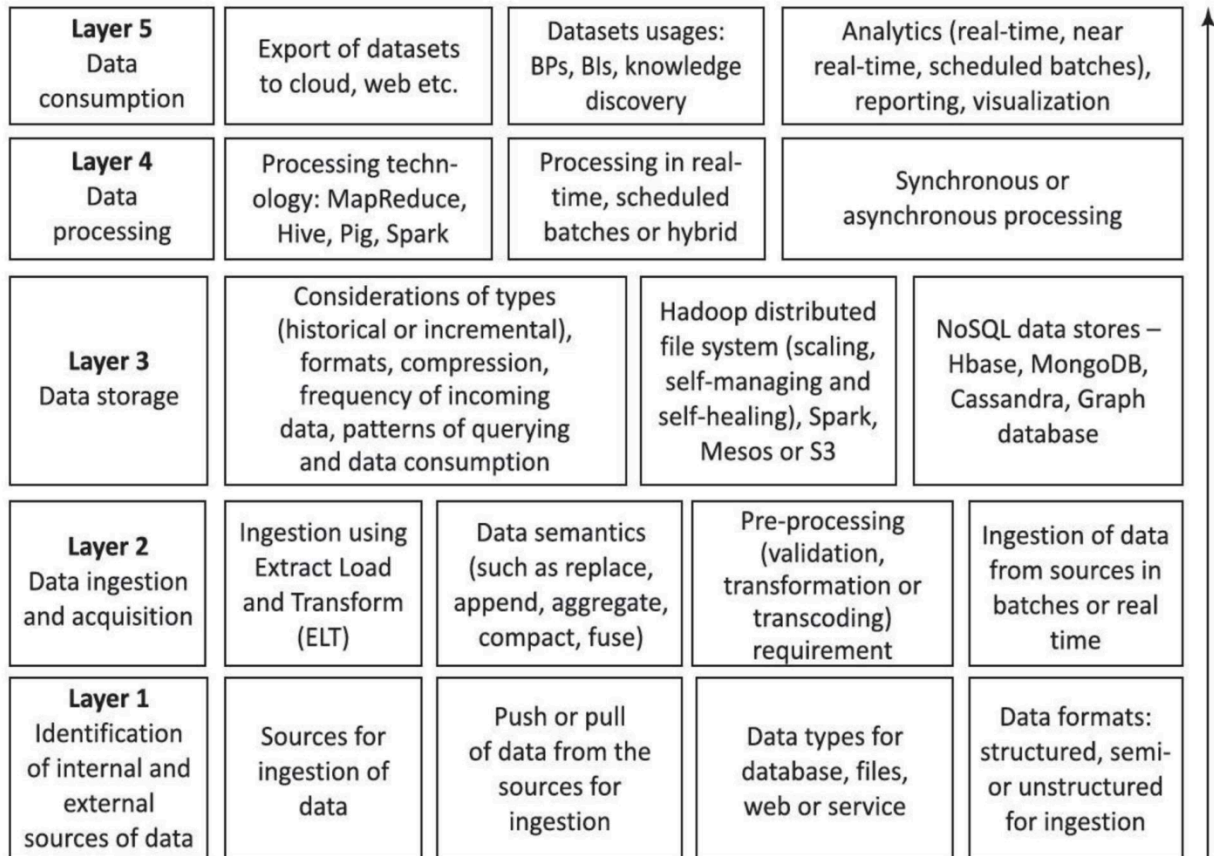 Layer 5
Data
consumption
Export of datasets
to cloud, web etc.
Datasets usages:
BPs, BIs, knowledge
discovery
Analytics (real-time, near
real-time, scheduled batches),
reporting, visualization
Layer 4
Data
processing
Processing techn-
ology: MapReduce,
Hive, Pig, Spark
Processing in real-
time, scheduled
batches or hybrid
Synchronous or
asynchronous processing
Layer 3
Data storage
Considerations of types
(historical or incremental),
formats, compression,
frequency of incoming
data, patterns of querying
and data consumption
Hadoop distributed
file system (scaling,
self-managing and
self-healing), Spark,
Mesos or S3
NoSQL data stores –
Hbase, MongoDB,
Cassandra, Graph
database
Layer 2
Data ingestion
and acquisition
Ingestion using
Extract Load
and Transform
(ELT)
Data semantics
(such as replace,
append, aggregate,
compact, fuse)
Pre-processing
(validation,
transformation or
transcoding)
requirement
Ingestion of data
from sources in
batches or real
time
Layer 1
Identification
of internal and
external
sources of data
Sources for
ingestion of
data
Push or pull
of data from the
sources for
ingestion
Data types for
database, files,
web or service
Data formats:
structured, semi-
or unstructured
for ingestion